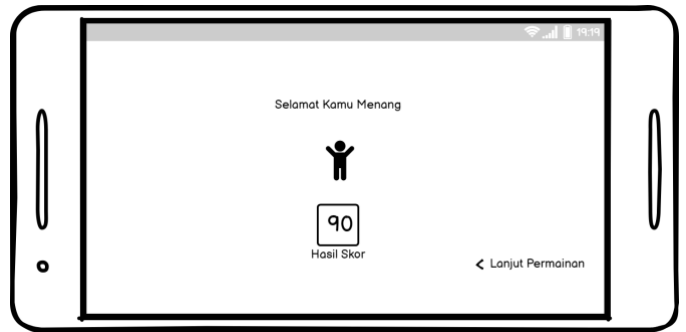 19:19
Selamat Kamu Menang
90
Hasil Skor
< Lanjut Permainan